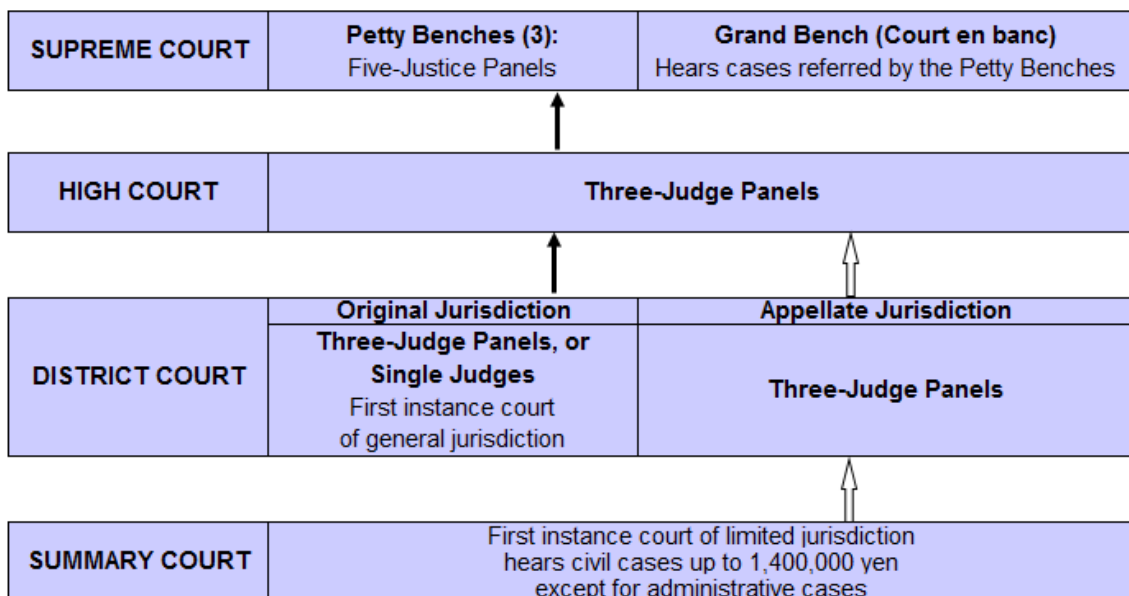 SUPREME COURT
Petty Benches (3):
Five-Justice Panels
Grand Bench (Court en banc)
Hears cases referred by the Petty Benches
HIGH COURT
Three-Judge Panels
DISTRICT COURT
Original Jurisdiction
Three-Judge Panels, or
Single Judges
First instance court
of general jurisdiction
Appellate Jurisdiction
Three-Judge Panels
SUMMARY COURT
First instance court of limited jurisdiction
hears civil cases up to 1,400,000 yen
except for administrative cases